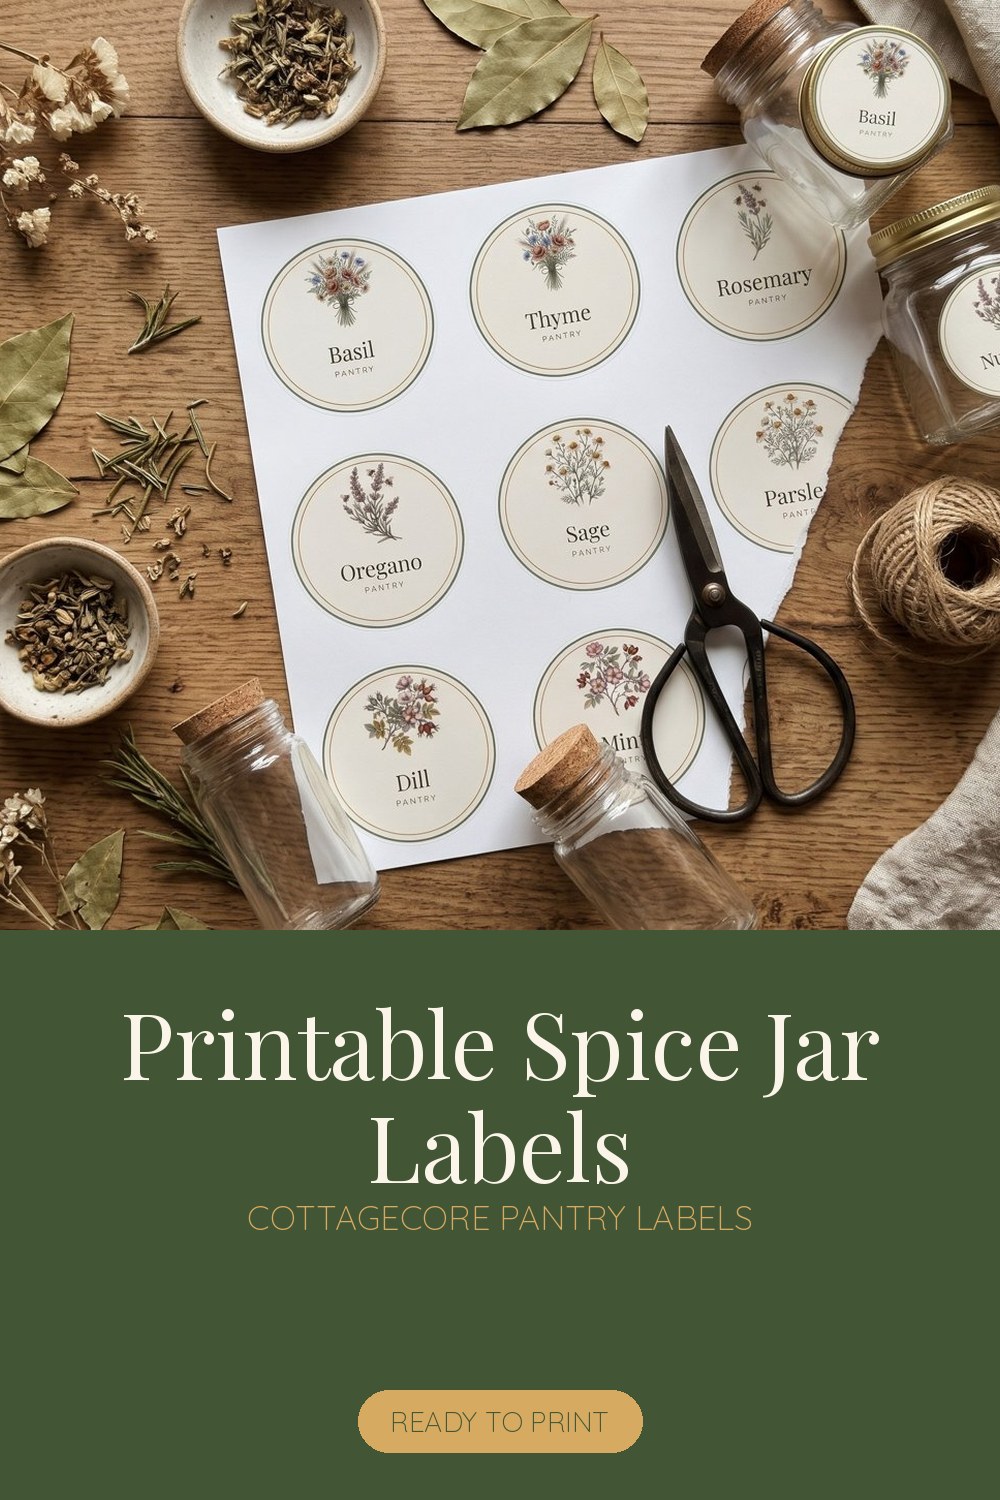 Basil
PANTRY
Basil
PANTRY
Thyme
PANTRY
Rosemary
PANTRY
Oregano
PANTRY
Sage
PANTRY
Dill
PANTRY
Printable Spice Jar
Labels
COTTAGECORE PANTRY LABELS
READY TO PRINT